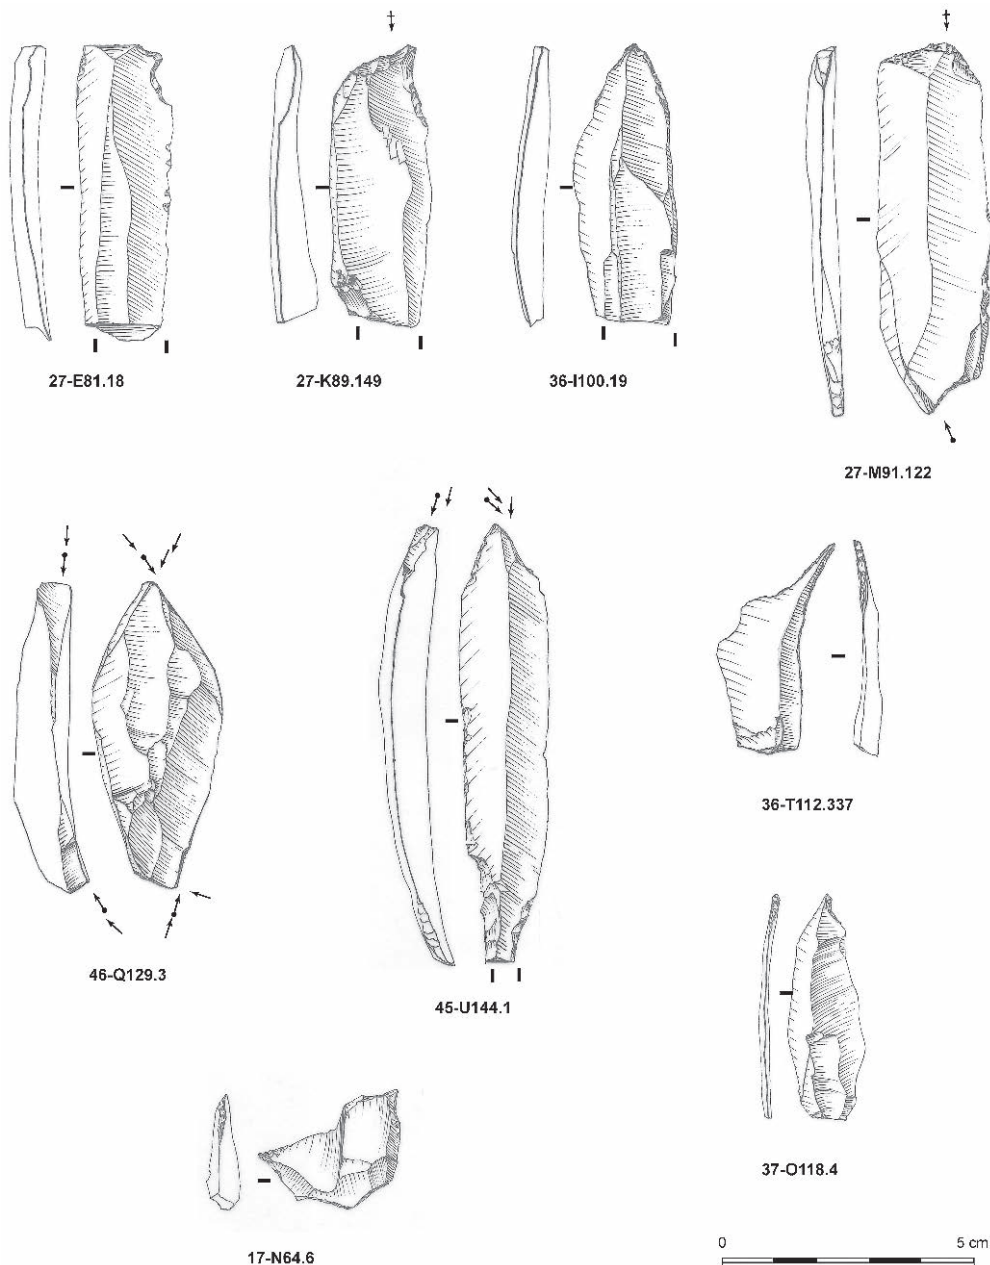 27-E81.18
27-K89.149
36-I100.19
27-M91.122
46-Q129.3
45-U144.1
36-T112.337
37-O118.4
17-N64.6
0 5 cm